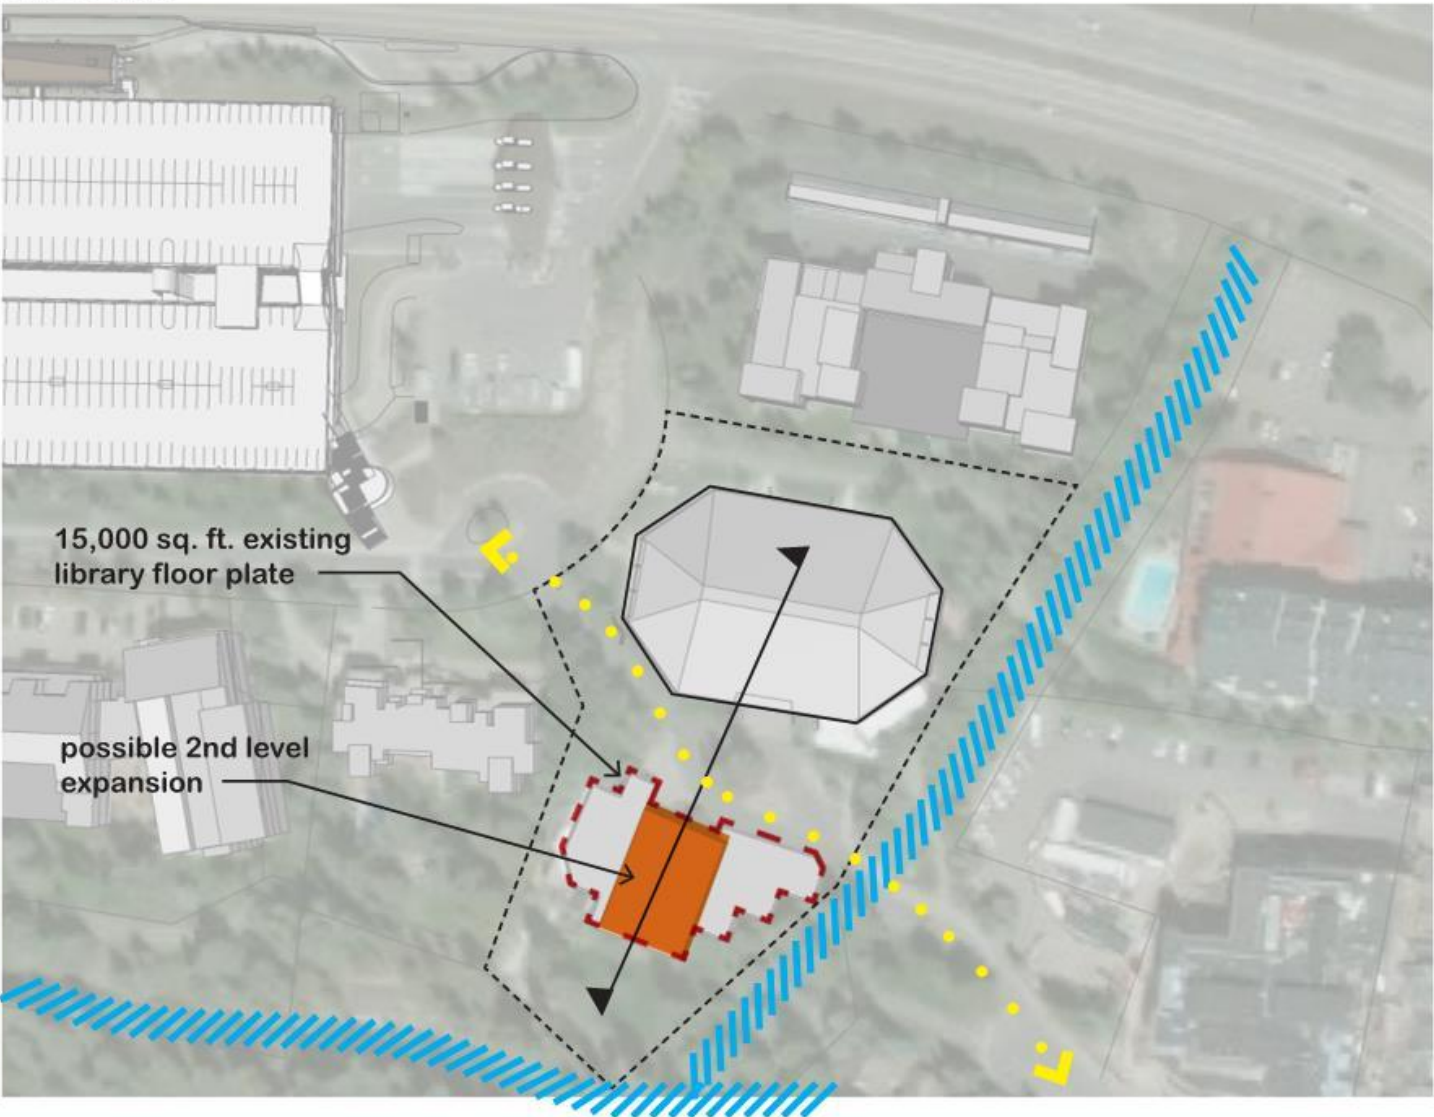 15,000 sq. ft. existing
library floor plate
possible 2nd level
expansion